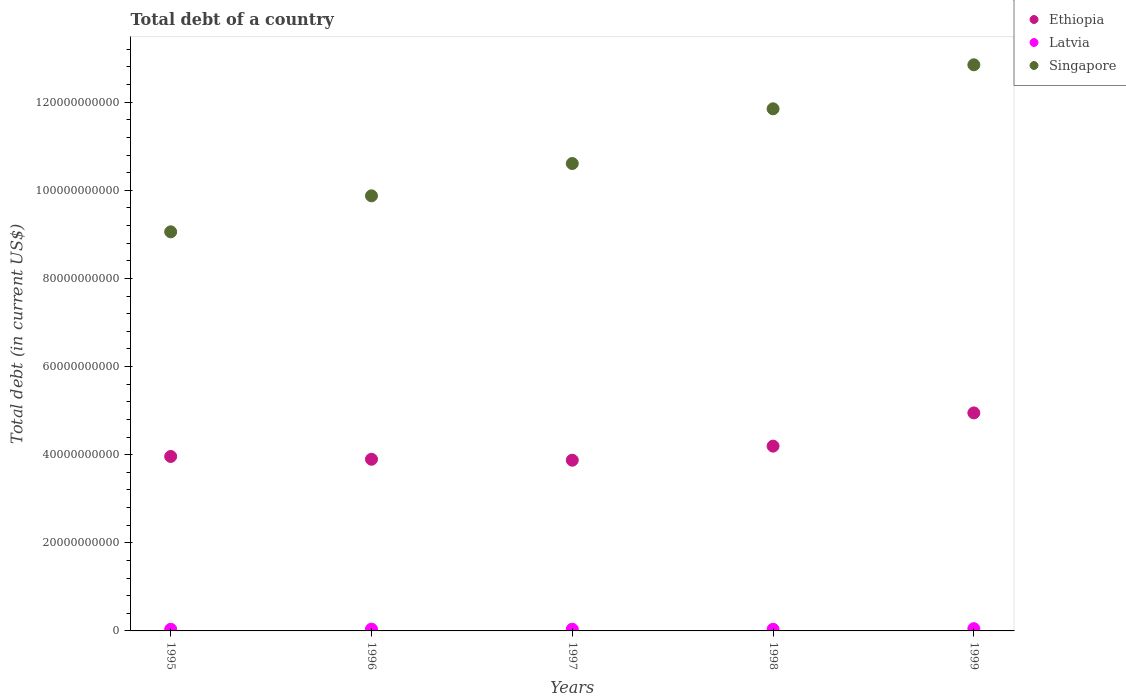 Total debt of a country
Ethiopia
Latvia
Singapore
Total debt (in current US$)
120000000000
100000000000
80000000000
60000000000
40000000000
20000000000
0
1995
1996
1997
1998
1999
Years